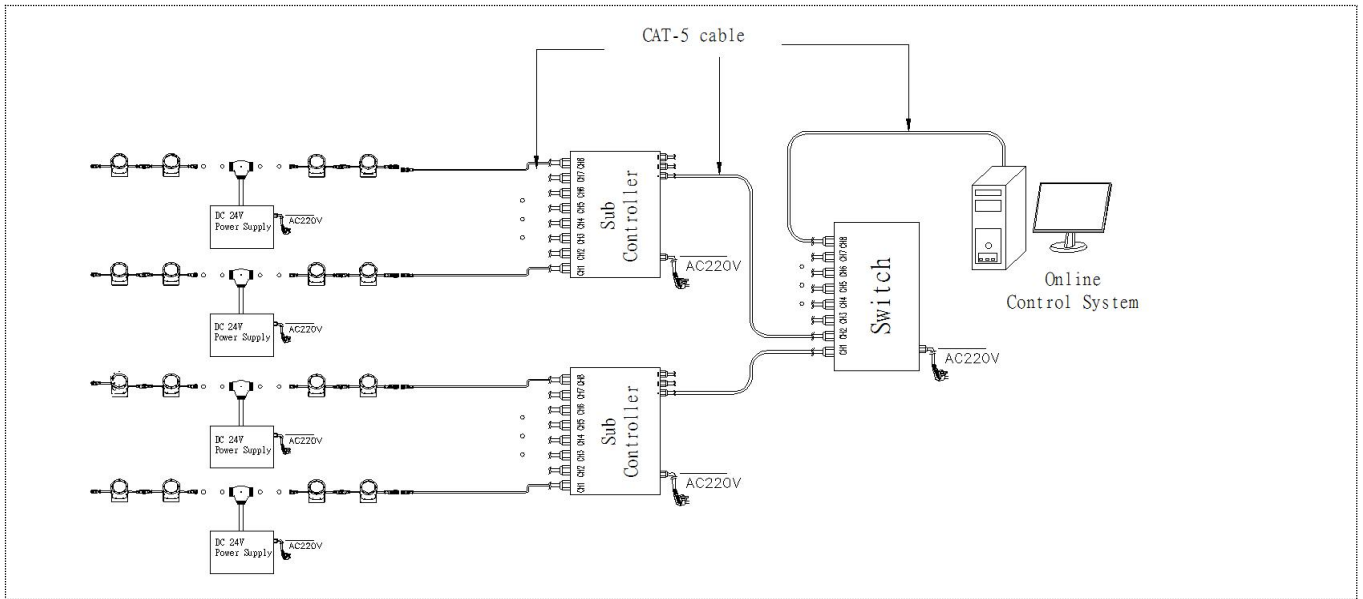 CAT-5 cable
DC 24V
Power Supply
AC220V
DC 24V
Power Supply
AC220V
DC 24V
Power Supply
AC220V
DC 24V
Power Supply
AC220V
CH8
CH7
CH6
CH5
CH4
CH3
CH2
CH1
Sub
Controller
AC220V
CH8
CH7
CH6
CH5
CH4
CH3
CH2
CH1
Sub
Controller
AC220V
CH8
CH7
CH6
CH5
CH4
CH3
CH2
CH1
Switch
AC220V
Online
Control System